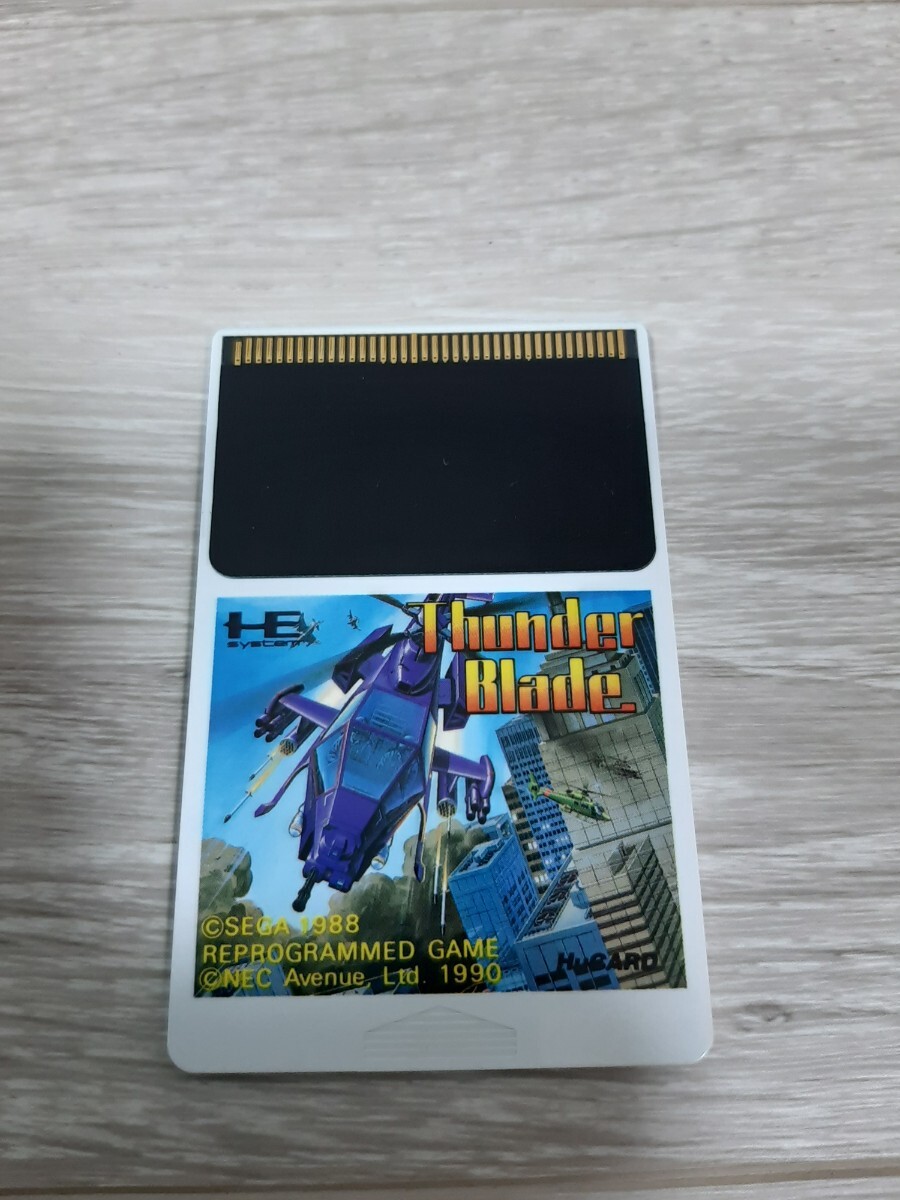 HE
system
Thunder
Blade
©SEGA 1988
REPROGRAMMED GAME
©NEC Avenue, Ltd. 1990
HuCARD